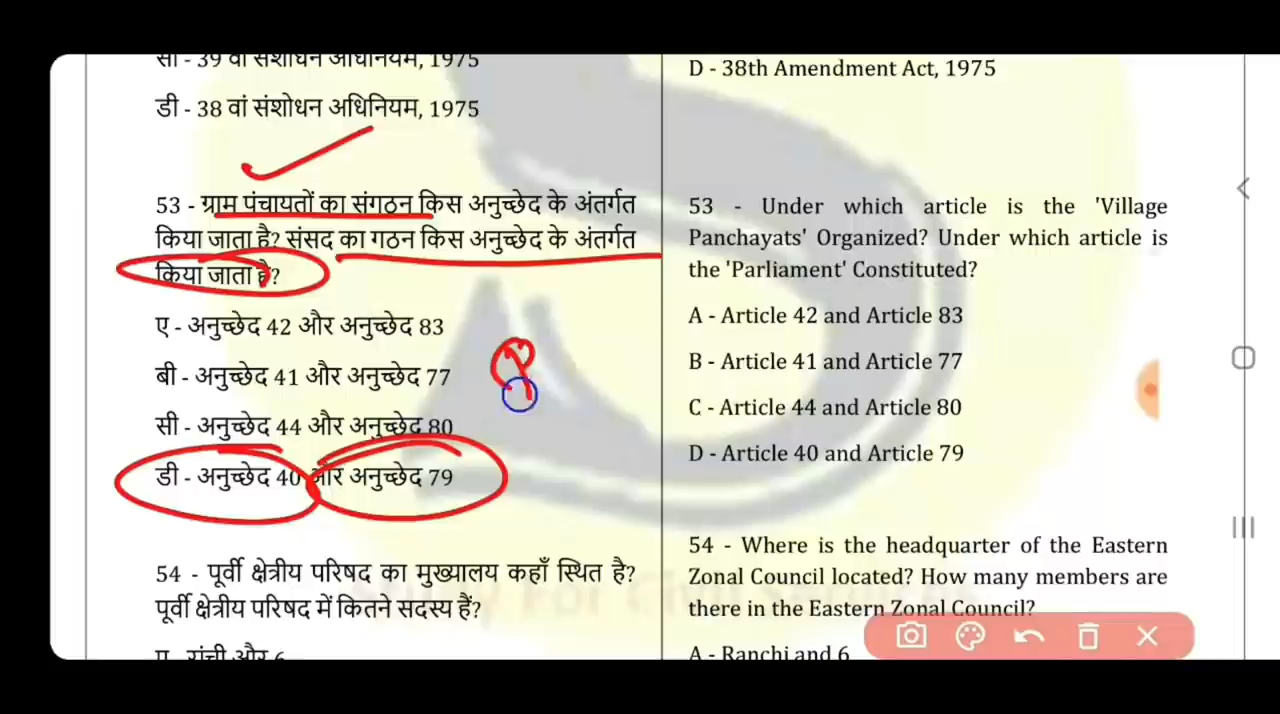 सी - 39 वां संशोधन अधिनियम, 1975
डी - 38 वां संशोधन अधिनियम, 1975
53 - ग्राम पंचायतों का संगठन किस अनुच्छेद के अंतर्गत
किया जाता है? संसद का गठन किस अनुच्छेद के अंतर्गत
किया जाता है?
ए - अनुच्छेद 42 और अनुच्छेद 83
बी - अनुच्छेद 41 और अनुच्छेद 77
सी - अनुच्छेद 44 और अनुच्छेद 80
डी - अनुच्छेद 40 और अनुच्छेद 79
54 - पूर्वी क्षेत्रीय परिषद का मुख्यालय कहाँ स्थित है?
पूर्वी क्षेत्रीय परिषद में कितने सदस्य हैं?
ए - रांची और 6
D - 38th Amendment Act, 1975
53 - Under which article is the 'Village
Panchayats' Organized? Under which article is
the 'Parliament' Constituted?
A - Article 42 and Article 83
B - Article 41 and Article 77
C - Article 44 and Article 80
D - Article 40 and Article 79
54 - Where is the headquarter of the Eastern
Zonal Council located? How many members are
there in the Eastern Zonal Council?
A - Ranchi and 6